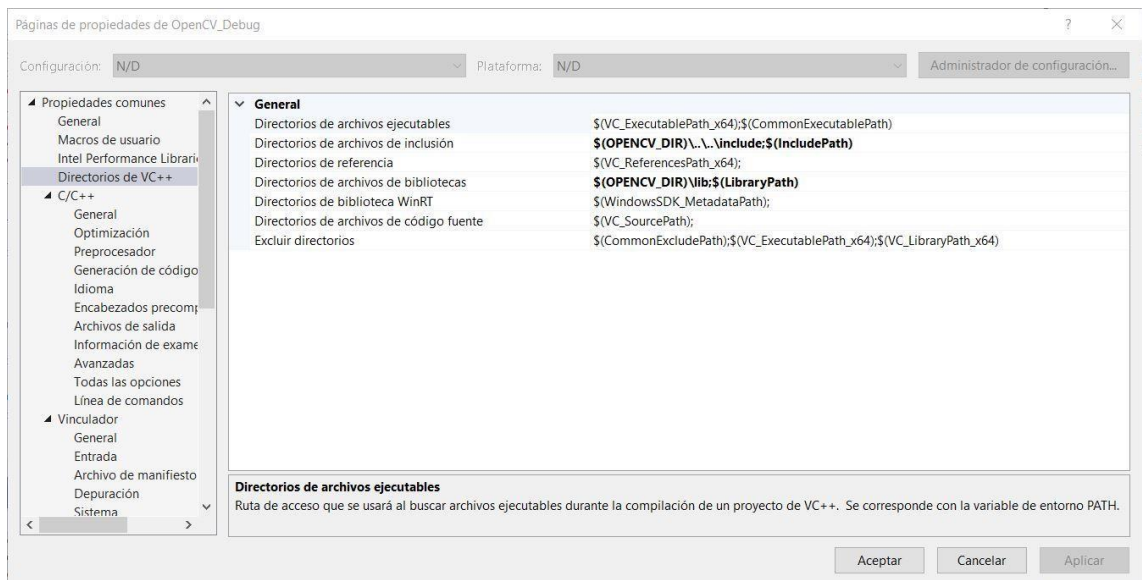 Páginas de propiedades de OpenCV_Debug ? ×
Configuración: N/D Plataforma: N/D Administrador de configuración...
Propiedades comunes
General
Macros de usuario
Intel Performance Librari
Directorios de VC++
C/C++
General
Optimización
Preprocesador
Generación de código
Idioma
Encabezados precomp
Archivos de salida
Información de exame
Avanzadas
Todas las opciones
Línea de comandos
Vinculador
General
Entrada
Archivo de manifiesto
Depuración
Sistema
General
Directorios de archivos ejecutables $(VC_ExecutablePath_x64);$(CommonExecutablePath)
Directorios de archivos de inclusión $(OPENCV_DIR)\..\..\include;$(IncludePath)
Directorios de referencia $(VC_ReferencesPath_x64);
Directorios de archivos de bibliotecas $(OPENCV_DIR)\lib;$(LibraryPath)
Directorios de biblioteca WinRT $(WindowsSDK_MetadataPath);
Directorios de archivos de código fuente $(VC_SourcePath);
Excluir directorios $(CommonExcludePath);$(VC_ExecutablePath_x64);$(VC_LibraryPath_x64)
Directorios de archivos ejecutables
Ruta de acceso que se usará al buscar archivos ejecutables durante la compilación de un proyecto de VC++. Se corresponde con la variable de entorno PATH.
Aceptar Cancelar Aplicar